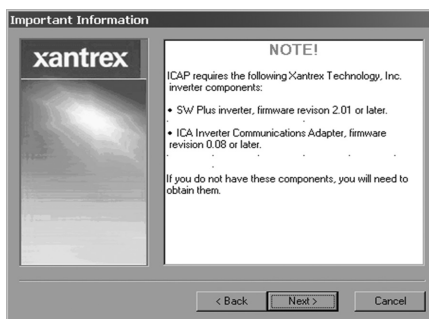 Important Information
xantrex
NOTE!
ICAP requires the following Xantrex Technology, Inc.
inverter components:
• SW Plus inverter, firmware revison 2.01 or later.
• ICA Inverter Communications Adapter, firmware
revision 0.08 or later.
If you do not have these components, you will need to
obtain them.
< Back
Next >
Cancel